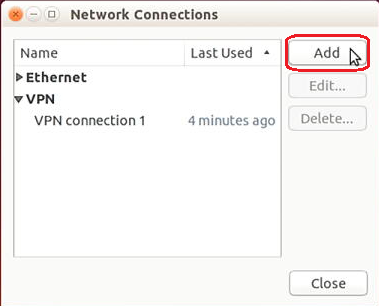 Network Connections
Name Last Used Add
Ethernet
Edit...
VPN
VPN connection 1 4 minutes ago
Delete...
Close